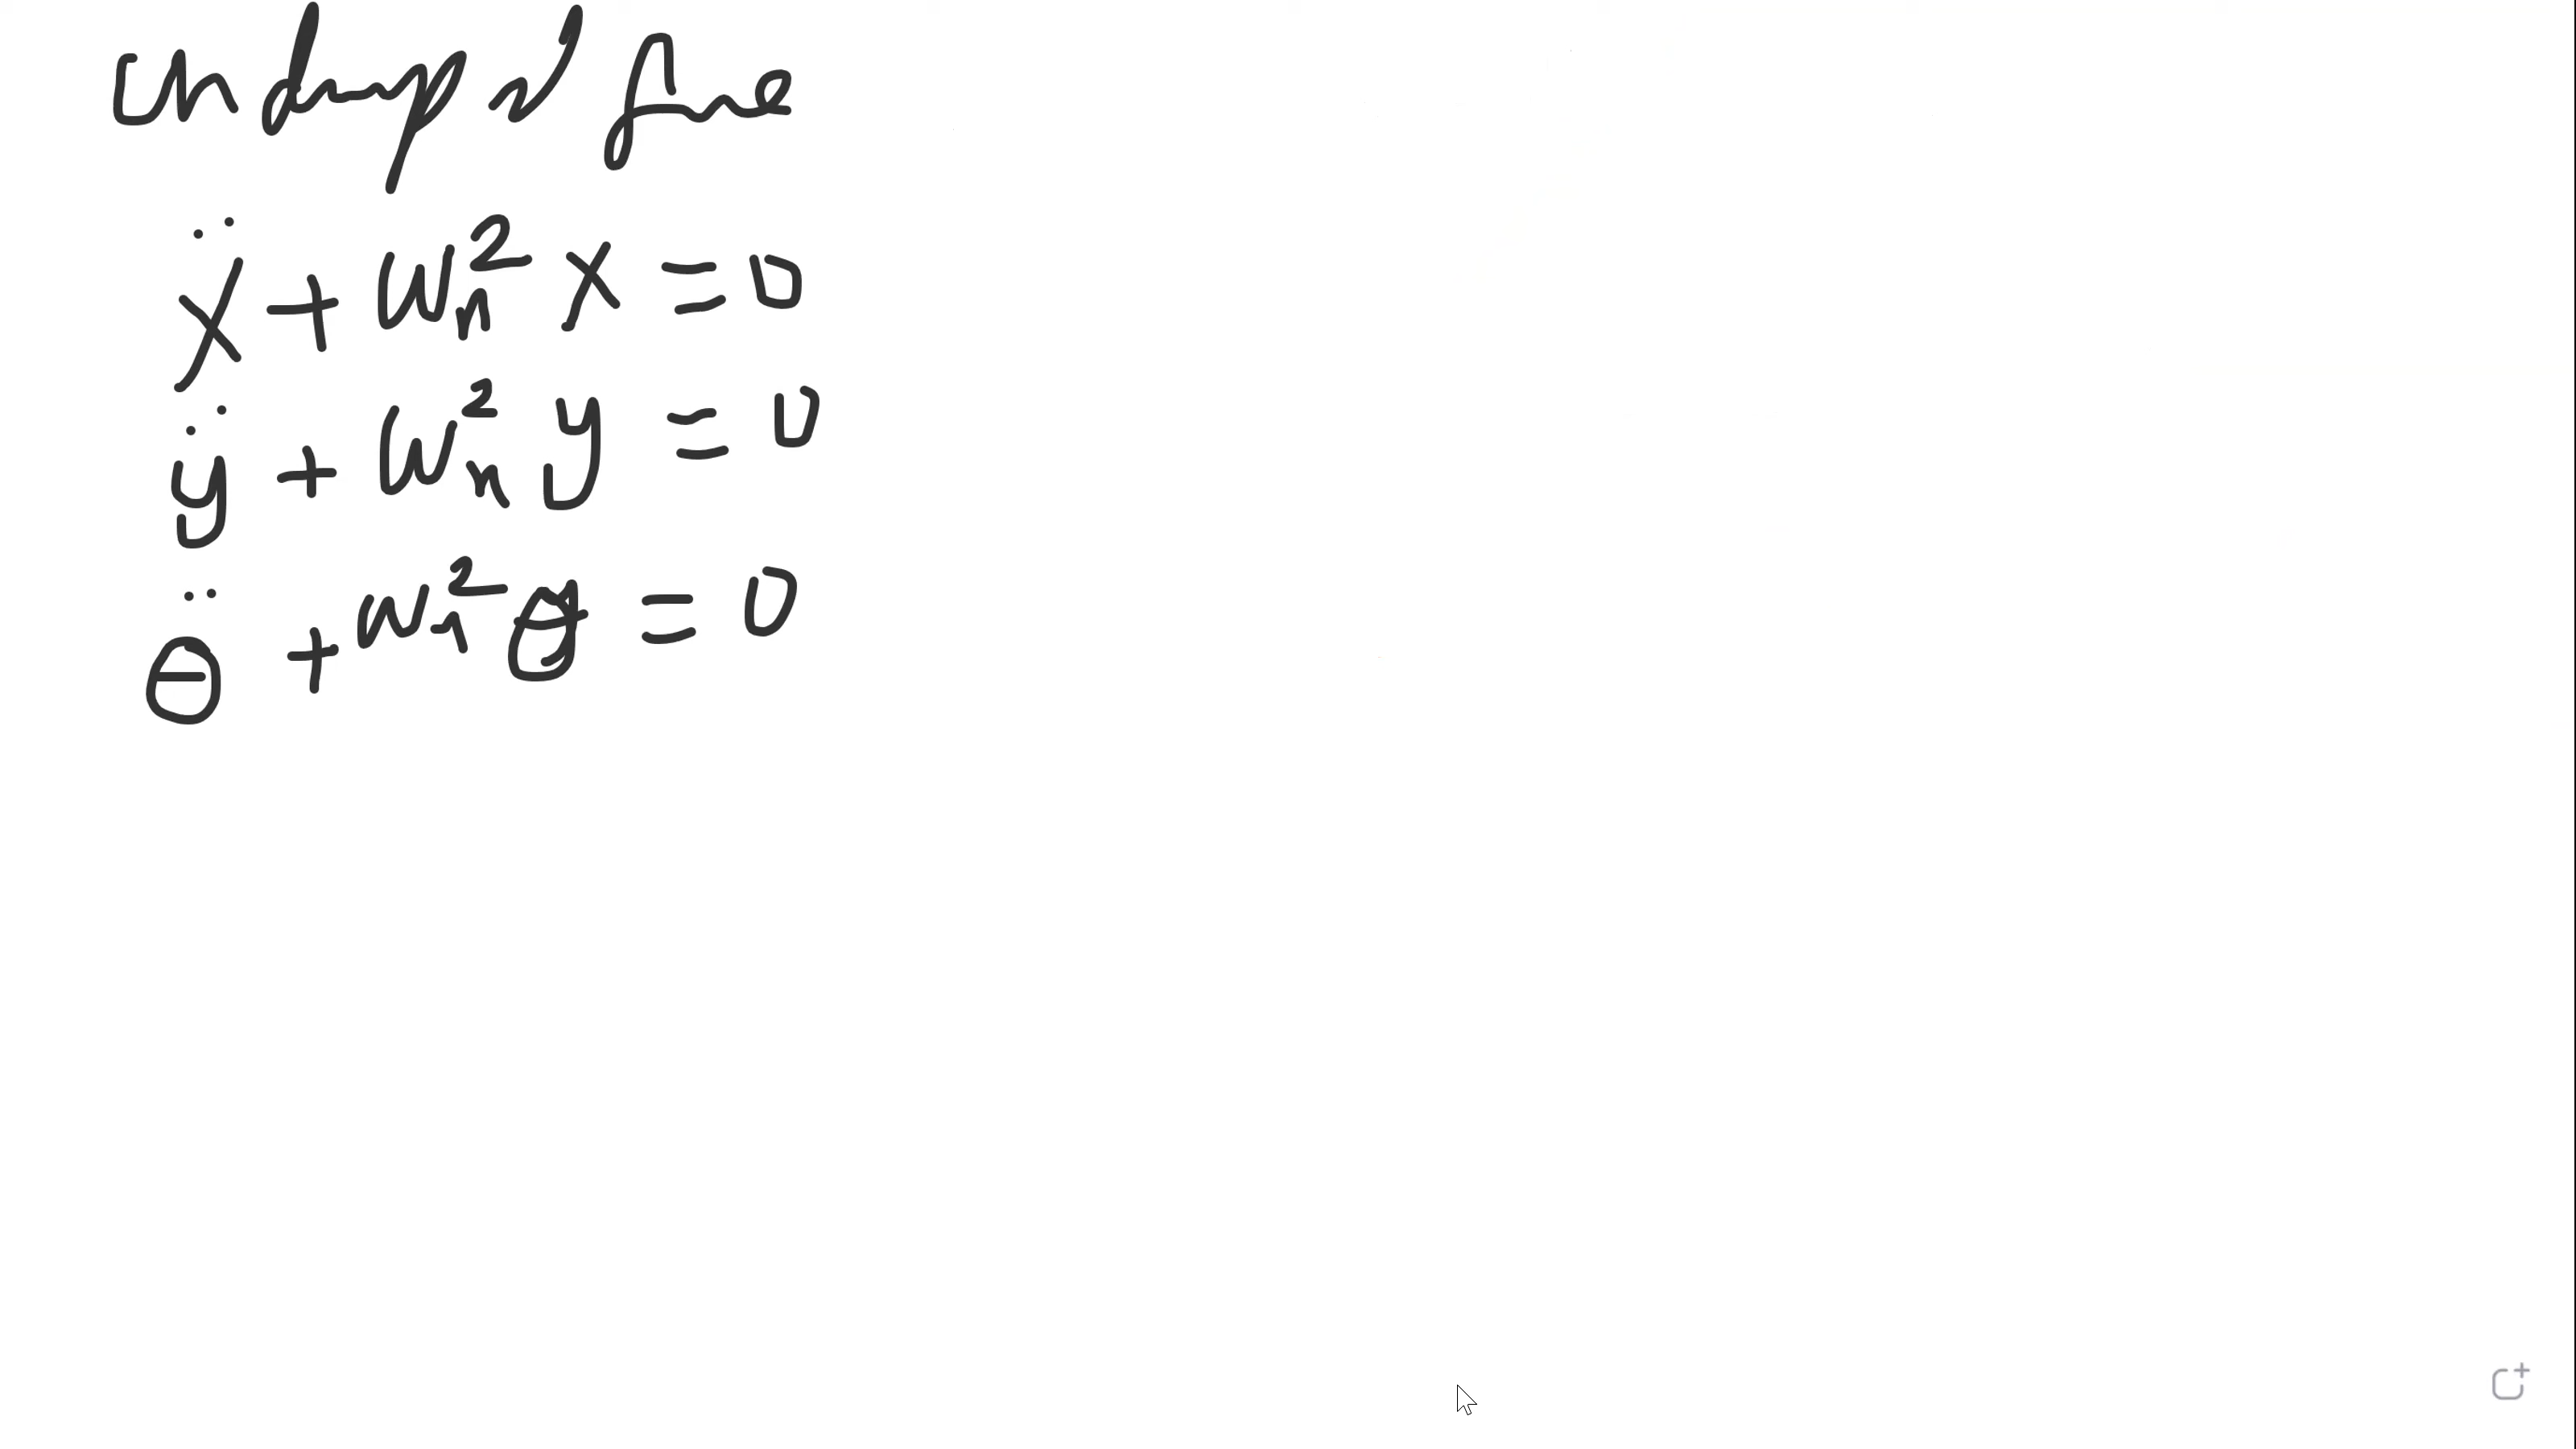 undamped free
ẍ + ωₙ² x = 0
ÿ + ωₙ² y = 0
θ̈ + ωₙ² θ = 0